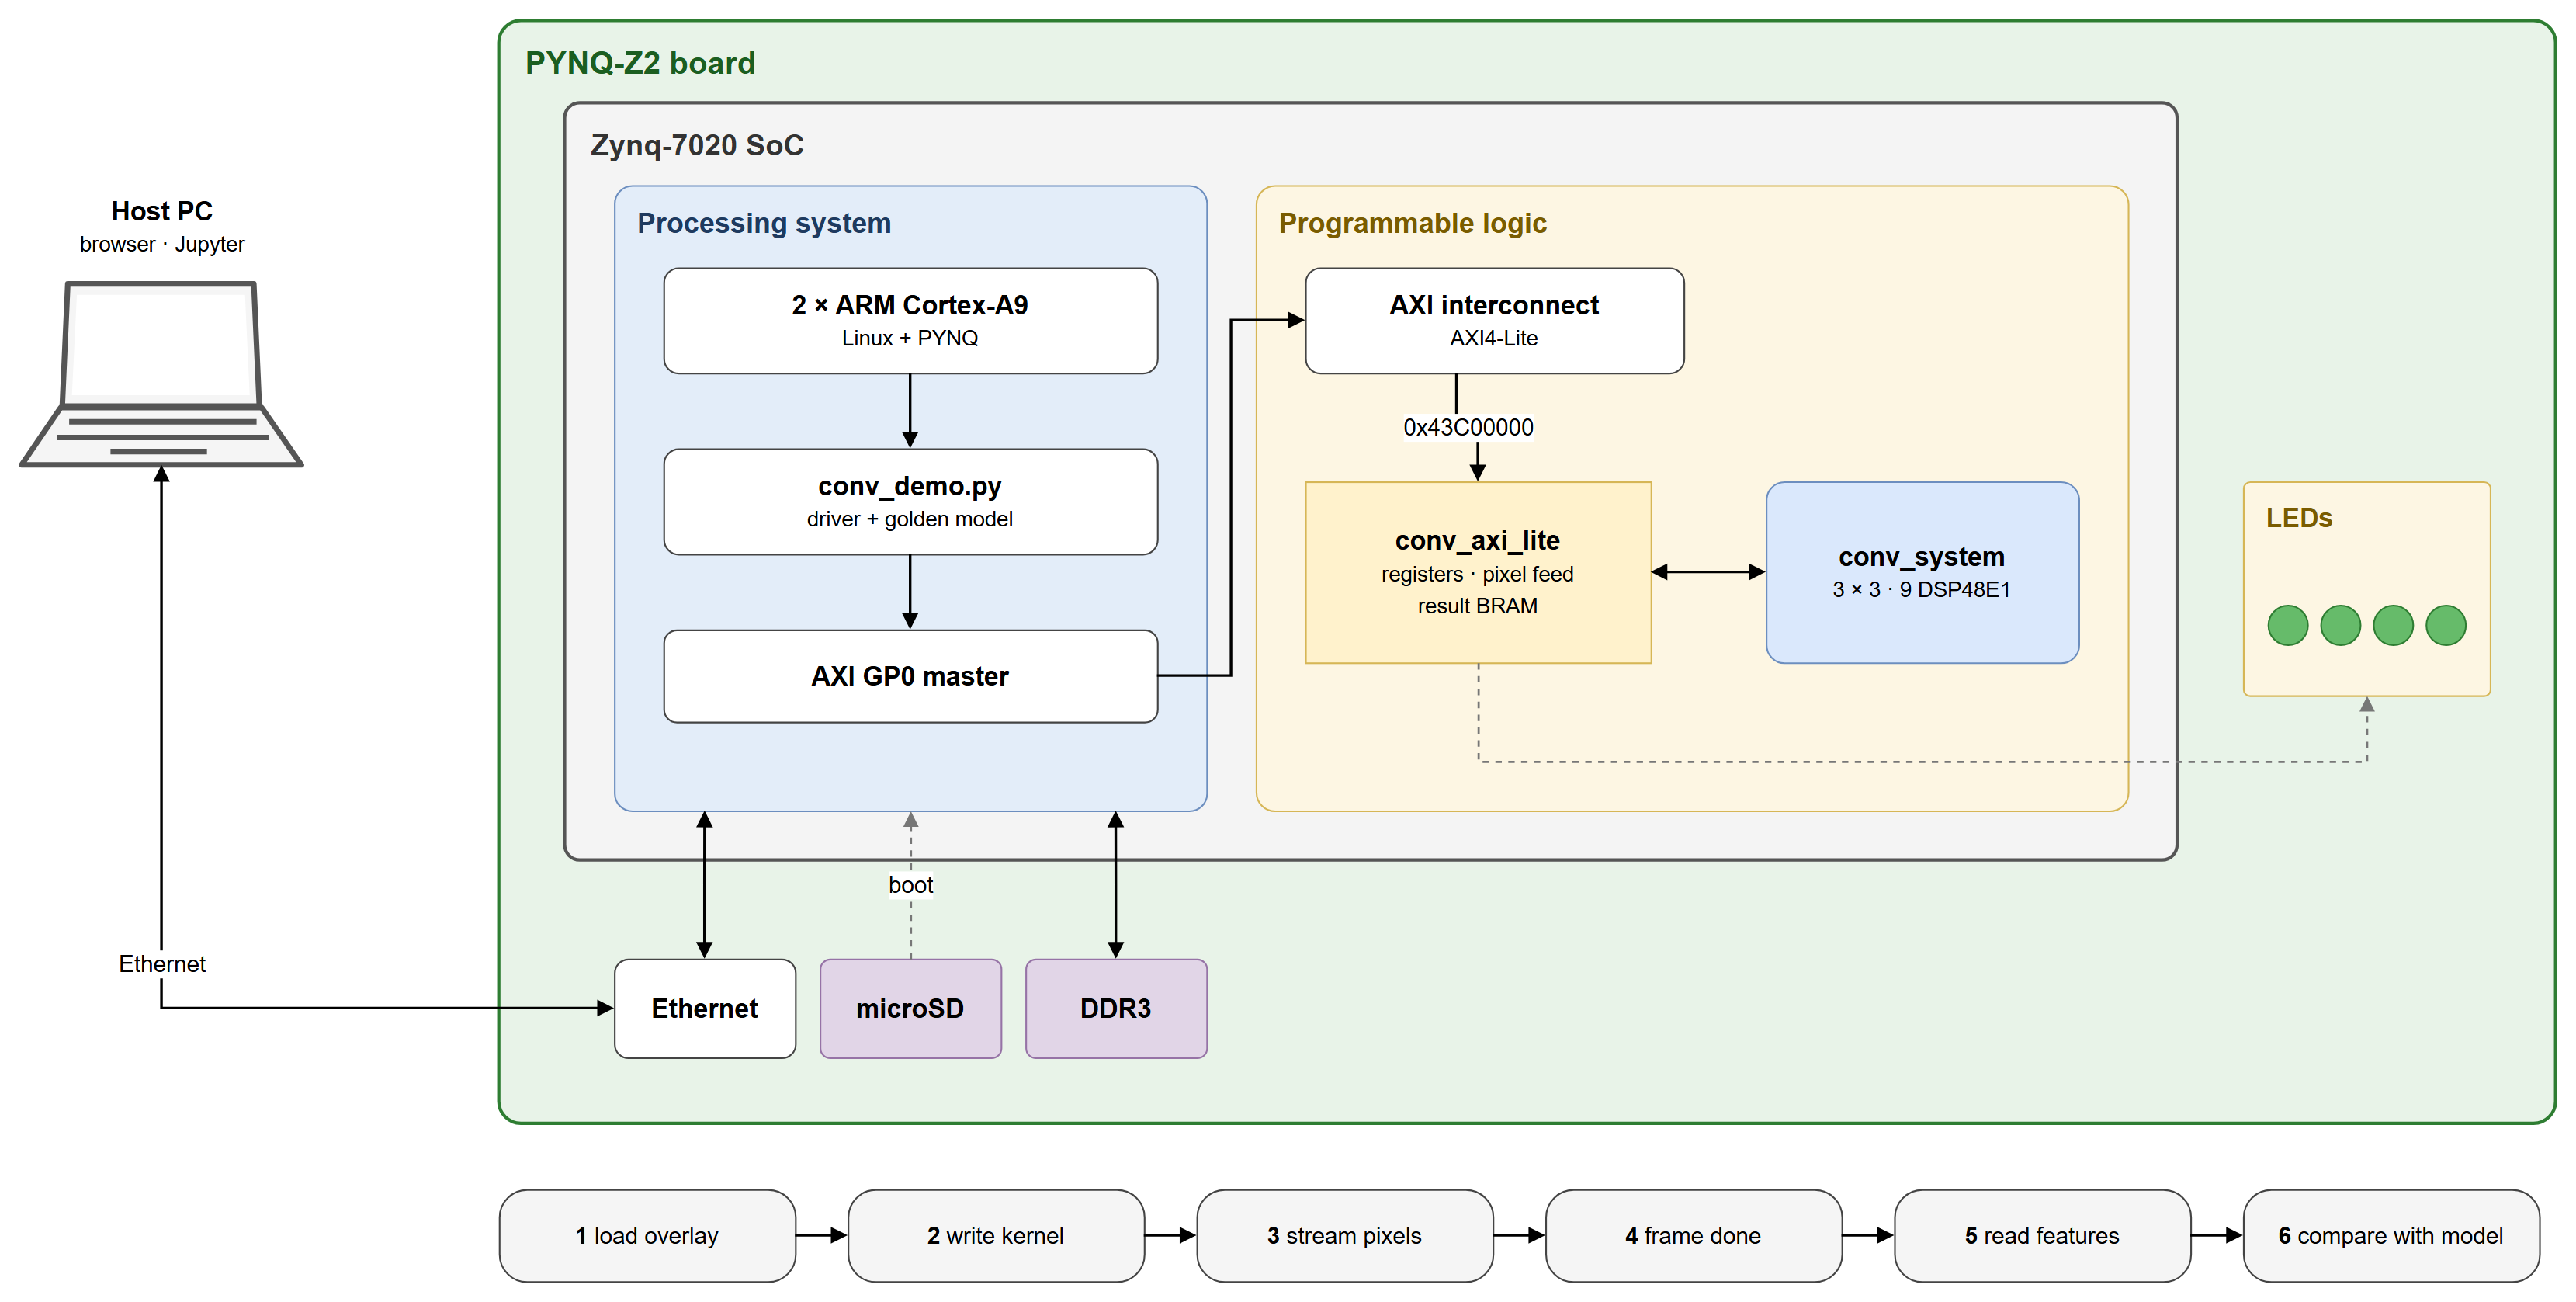 PYNQ-Z2 board
Zynq-7020 SoC
Host PC
browser · Jupyter
Processing system
2 × ARM Cortex-A9
Linux + PYNQ
conv_demo.py
driver + golden model
AXI GP0 master
Programmable logic
AXI interconnect
AXI4-Lite
0x43C00000
conv_axi_lite
registers · pixel feed
result BRAM
conv_system
3 × 3 · 9 DSP48E1
LEDs
boot
Ethernet
Ethernet
microSD
DDR3
1 load overlay
2 write kernel
3 stream pixels
4 frame done
5 read features
6 compare with model